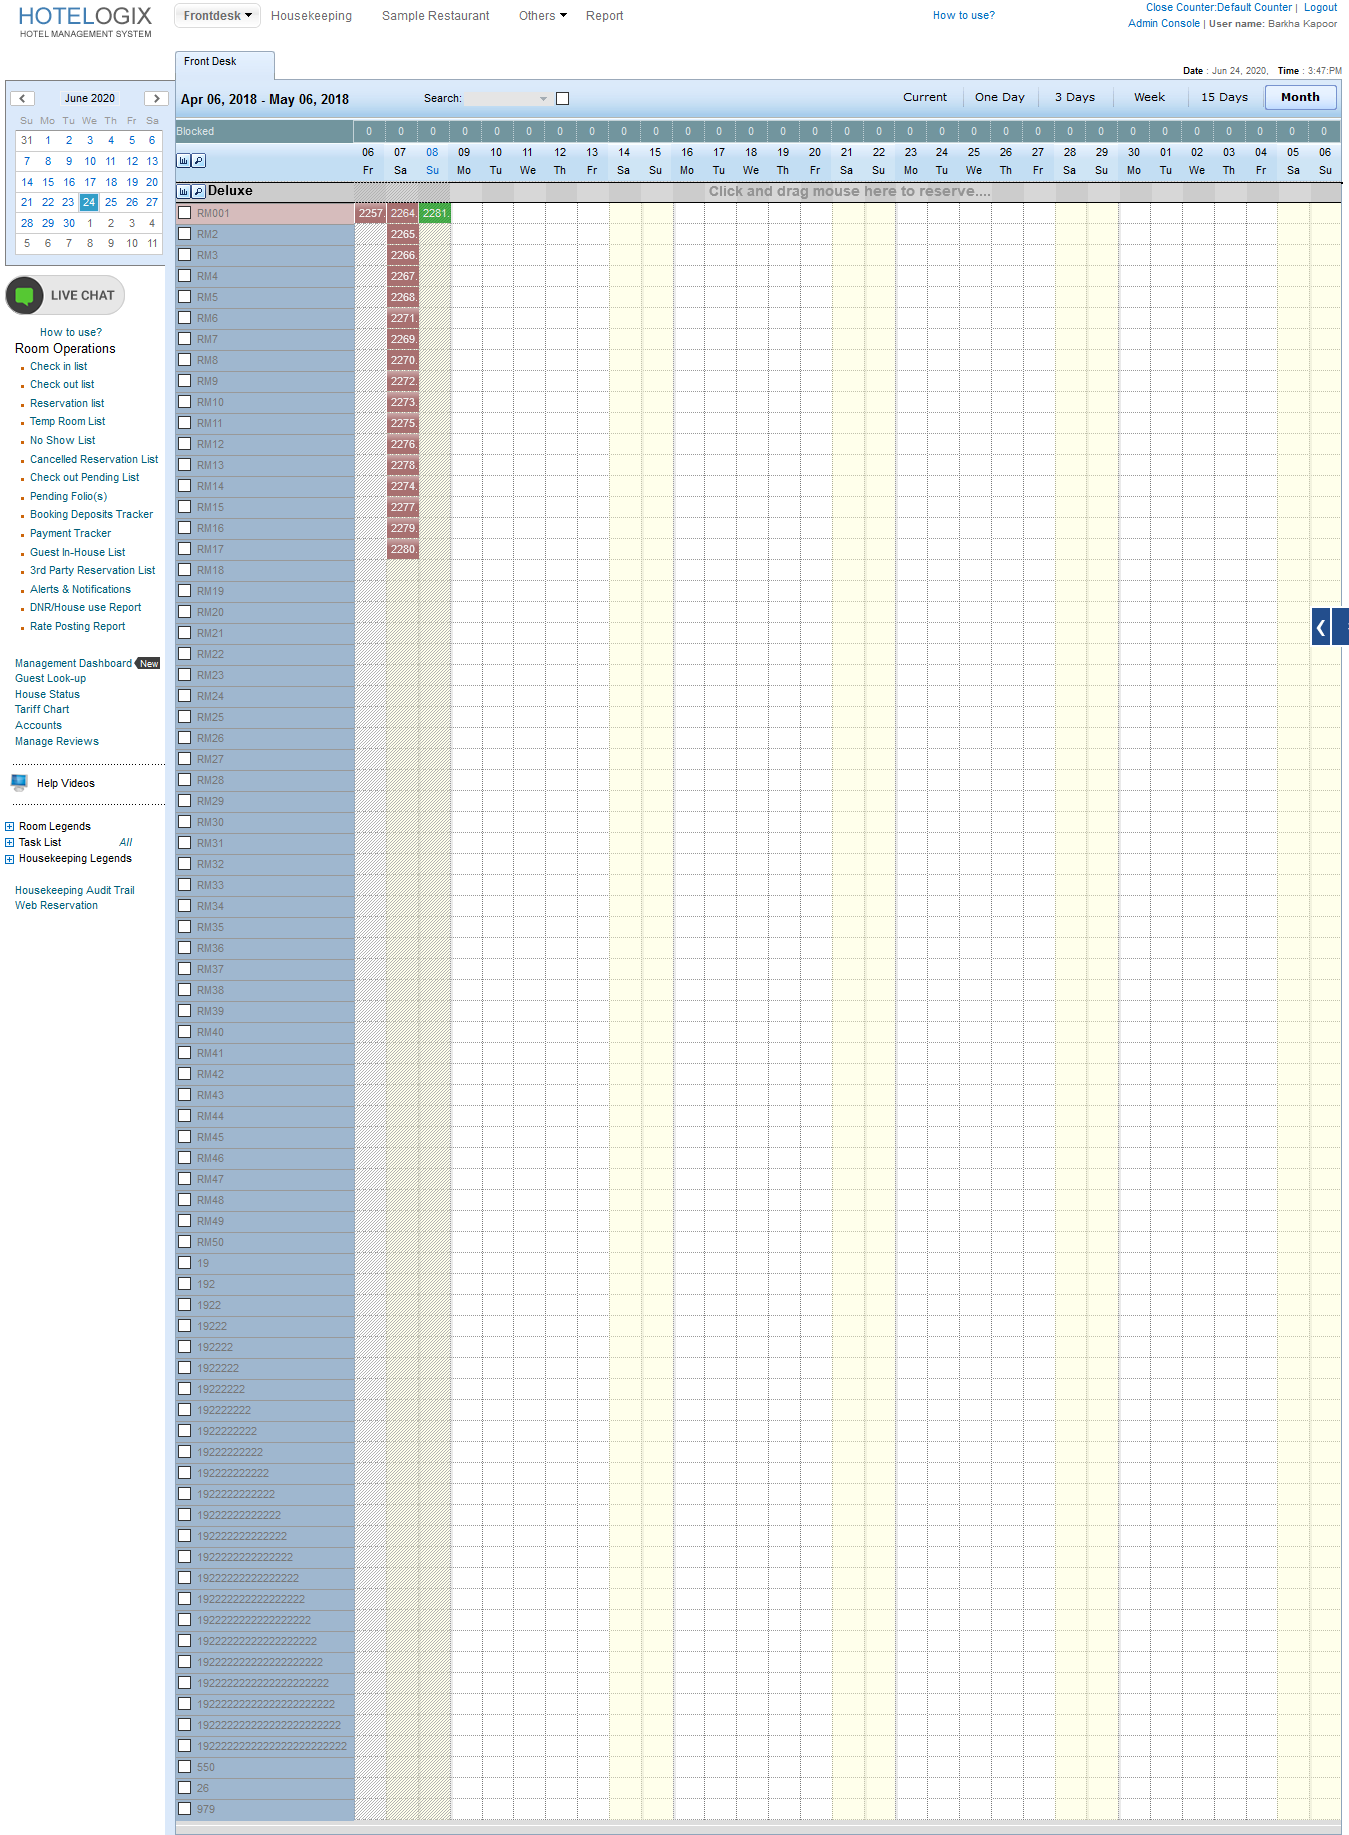 HOTELOGIX
HOTEL MANAGEMENT SYSTEM
Frontdesk Housekeeping Sample Restaurant Others Report
How to use?
Close Counter:Default Counter | Logout
Admin Console | User name: Barkha Kapoor
Front Desk
Date : Jun 24, 2020, Time : 3:47:PM
June 2020
Su Mo Tu We Th Fr Sa
31 1 2 3 4 5 6
7 8 9 10 11 12 13
14 15 16 17 18 19 20
21 22 23 24 25 26 27
28 29 30 1 2 3 4
5 6 7 8 9 10 11
LIVE CHAT
How to use?
Room Operations
Check in list
Check out list
Reservation list
Temp Room List
No Show List
Cancelled Reservation List
Check out Pending List
Pending Folio(s)
Booking Deposits Tracker
Payment Tracker
Guest In-House List
3rd Party Reservation List
Alerts & Notifications
DNR/House use Report
Rate Posting Report
Management Dashboard New
Guest Look-up
House Status
Tariff Chart
Accounts
Manage Reviews
Help Videos
Room Legends
Task List All
Housekeeping Legends
Housekeeping Audit Trail
Web Reservation
Apr 06, 2018 - May 06, 2018 Search: Current One Day 3 Days Week 15 Days Month
Blocked 0 0 0 0 0 0 0 0 0 0 0 0 0 0 0 0 0 0 0 0 0 0 0 0 0 0 0 0 0 0 0
06 07 08 09 10 11 12 13 14 15 16 17 18 19 20 21 22 23 24 25 26 27 28 29 30 01 02 03 04 05 06
Fr Sa Su Mo Tu We Th Fr Sa Su Mo Tu We Th Fr Sa Su Mo Tu We Th Fr Sa Su Mo Tu We Th Fr Sa Su
Deluxe Click and drag mouse here to reserve....
RM001 2257 2264. 2281.
RM2 2265.
RM3 2266.
RM4 2267.
RM5 2268.
RM6 2271.
RM7 2269.
RM8 2270.
RM9 2272.
RM10 2273.
RM11 2275.
RM12 2276.
RM13 2278.
RM14 2274.
RM15 2277.
RM16 2279.
RM17 2280.
RM18
RM19
RM20
RM21
RM22
RM23
RM24
RM25
RM26
RM27
RM28
RM29
RM30
RM31
RM32
RM33
RM34
RM35
RM36
RM37
RM38
RM39
RM40
RM41
RM42
RM43
RM44
RM45
RM46
RM47
RM48
RM49
RM50
19
192
1922
19222
192222
1922222
19222222
192222222
1922222222
19222222222
192222222222
1922222222222
19222222222222
192222222222222
1922222222222222
19222222222222222
192222222222222222
1922222222222222222
19222222222222222222
192222222222222222222
1922222222222222222222
19222222222222222222222
192222222222222222222222
1922222222222222222222222
550
26
979